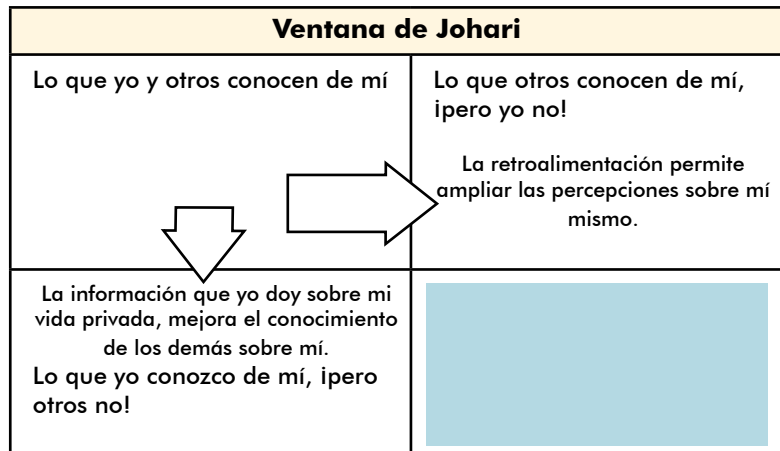 Ventana de Johari
Lo que yo y otros conocen de mí
Lo que otros conocen de mí,
¡pero yo no!
La retroalimentación permite
ampliar las percepciones sobre mí
mismo.
La información que yo doy sobre mi
vida privada, mejora el conocimiento
de los demás sobre mí.
Lo que yo conozco de mí, ¡pero
otros no!